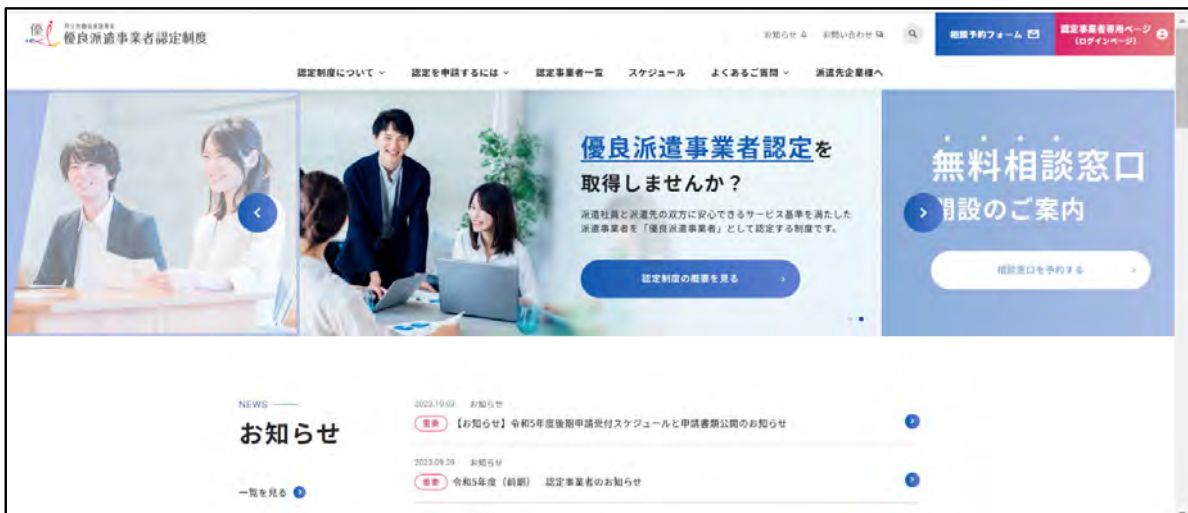 優
厚生労働省委託事業
優良派遣事業者認定制度
お知らせ
お問い合わせ
相談予約フォーム
認定事業者専用ページ
(ログインページ)
認定制度について
認定を申請するには
認定事業者一覧
スケジュール
よくあるご質問
派遣先企業様へ
優良派遣事業者認定を
取得しませんか?
派遣社員と派遣先の双方に安心できるサービス基準を満たした
派遣事業者を「優良派遣事業者」として認定する制度です。
認定制度の概要を見る
無料相談窓口
開設のご案内
相談窓口を予約する
NEWS
お知らせ
一覧を見る
お知らせ
重要 【お知らせ】令和5年度後期申請受付スケジュールと申請書類公開のお知らせ
2023.09.29 お知らせ
重要 令和5年度(前期) 認定事業者のお知らせ